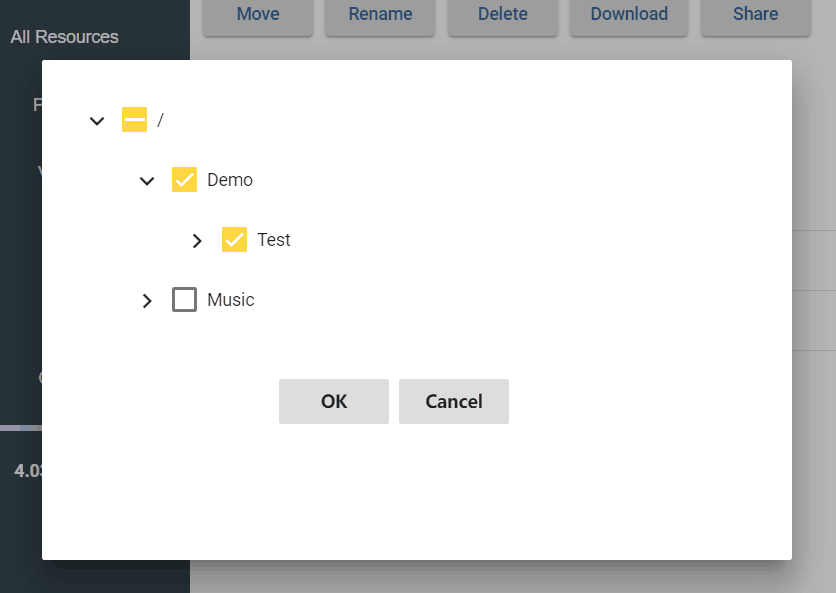 Move Rename Delete Download Share
All Resources
/
Demo
Test
Music
OK Cancel